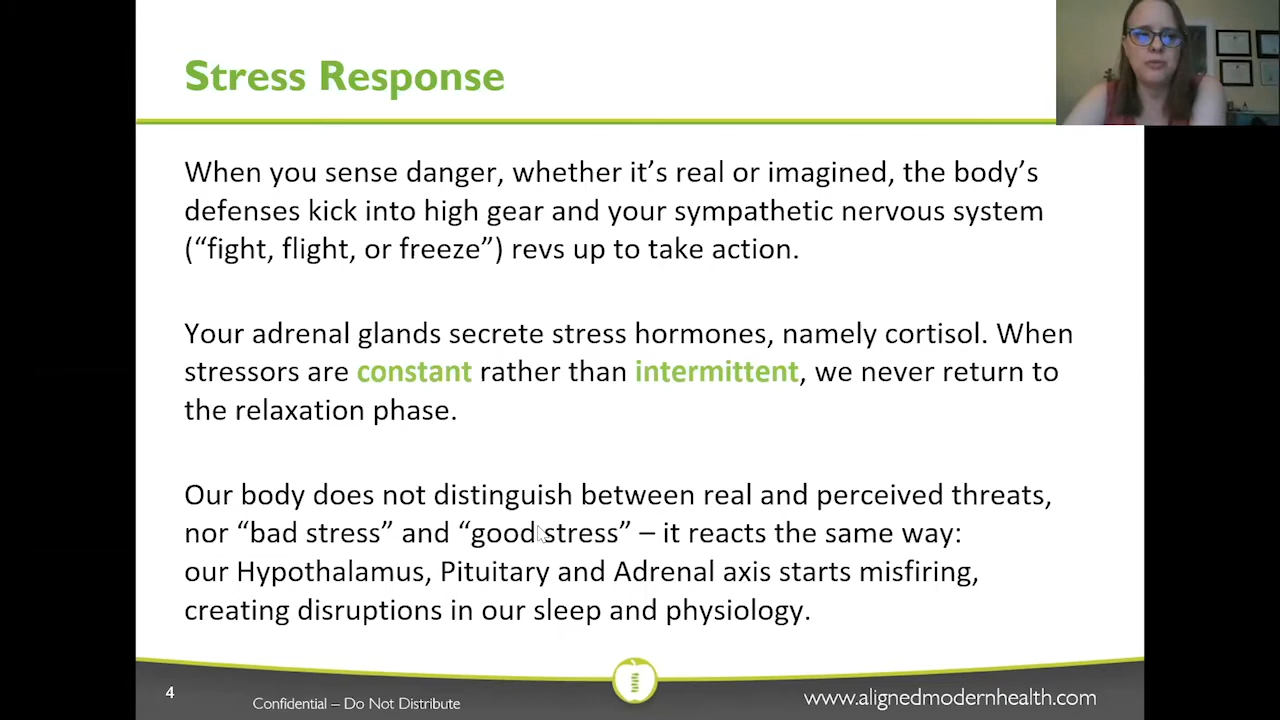 Stress Response
When you sense danger, whether it’s real or imagined, the body’s
defenses kick into high gear and your sympathetic nervous system
(“fight, flight, or freeze”) revs up to take action.
Your adrenal glands secrete stress hormones, namely cortisol. When
stressors are constant rather than intermittent, we never return to
the relaxation phase.
Our body does not distinguish between real and perceived threats,
nor “bad stress” and “good stress” – it reacts the same way:
our Hypothalamus, Pituitary and Adrenal axis starts misfiring,
creating disruptions in our sleep and physiology.
4
Confidential – Do Not Distribute
www.alignedmodernhealth.com